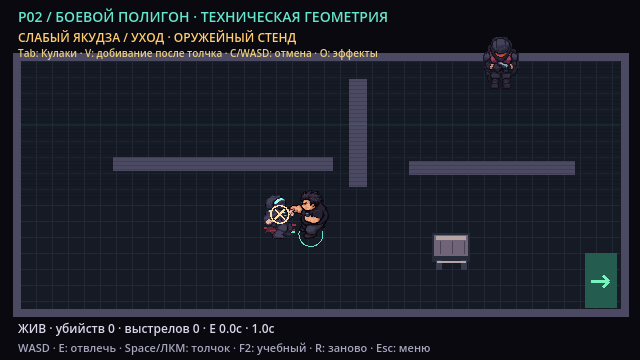 P02 / БОЕВОЙ ПОЛИГОН · ТЕХНИЧЕСКАЯ ГЕОМЕТРИЯ
СЛАБЫЙ ЯКУДЗА / УХОД · ОРУЖЕЙНЫЙ СТЕНД
Tab: Кулаки · V: добивание после толчка · C/WASD: отмена · O: эффекты
ЖИВ · убийств 0 · выстрелов 0 · E 0.0с · 1.0с
WASD · E: отвлечь · Space/ЛКМ: толчок · F2: учебный · R: заново · Esc: меню